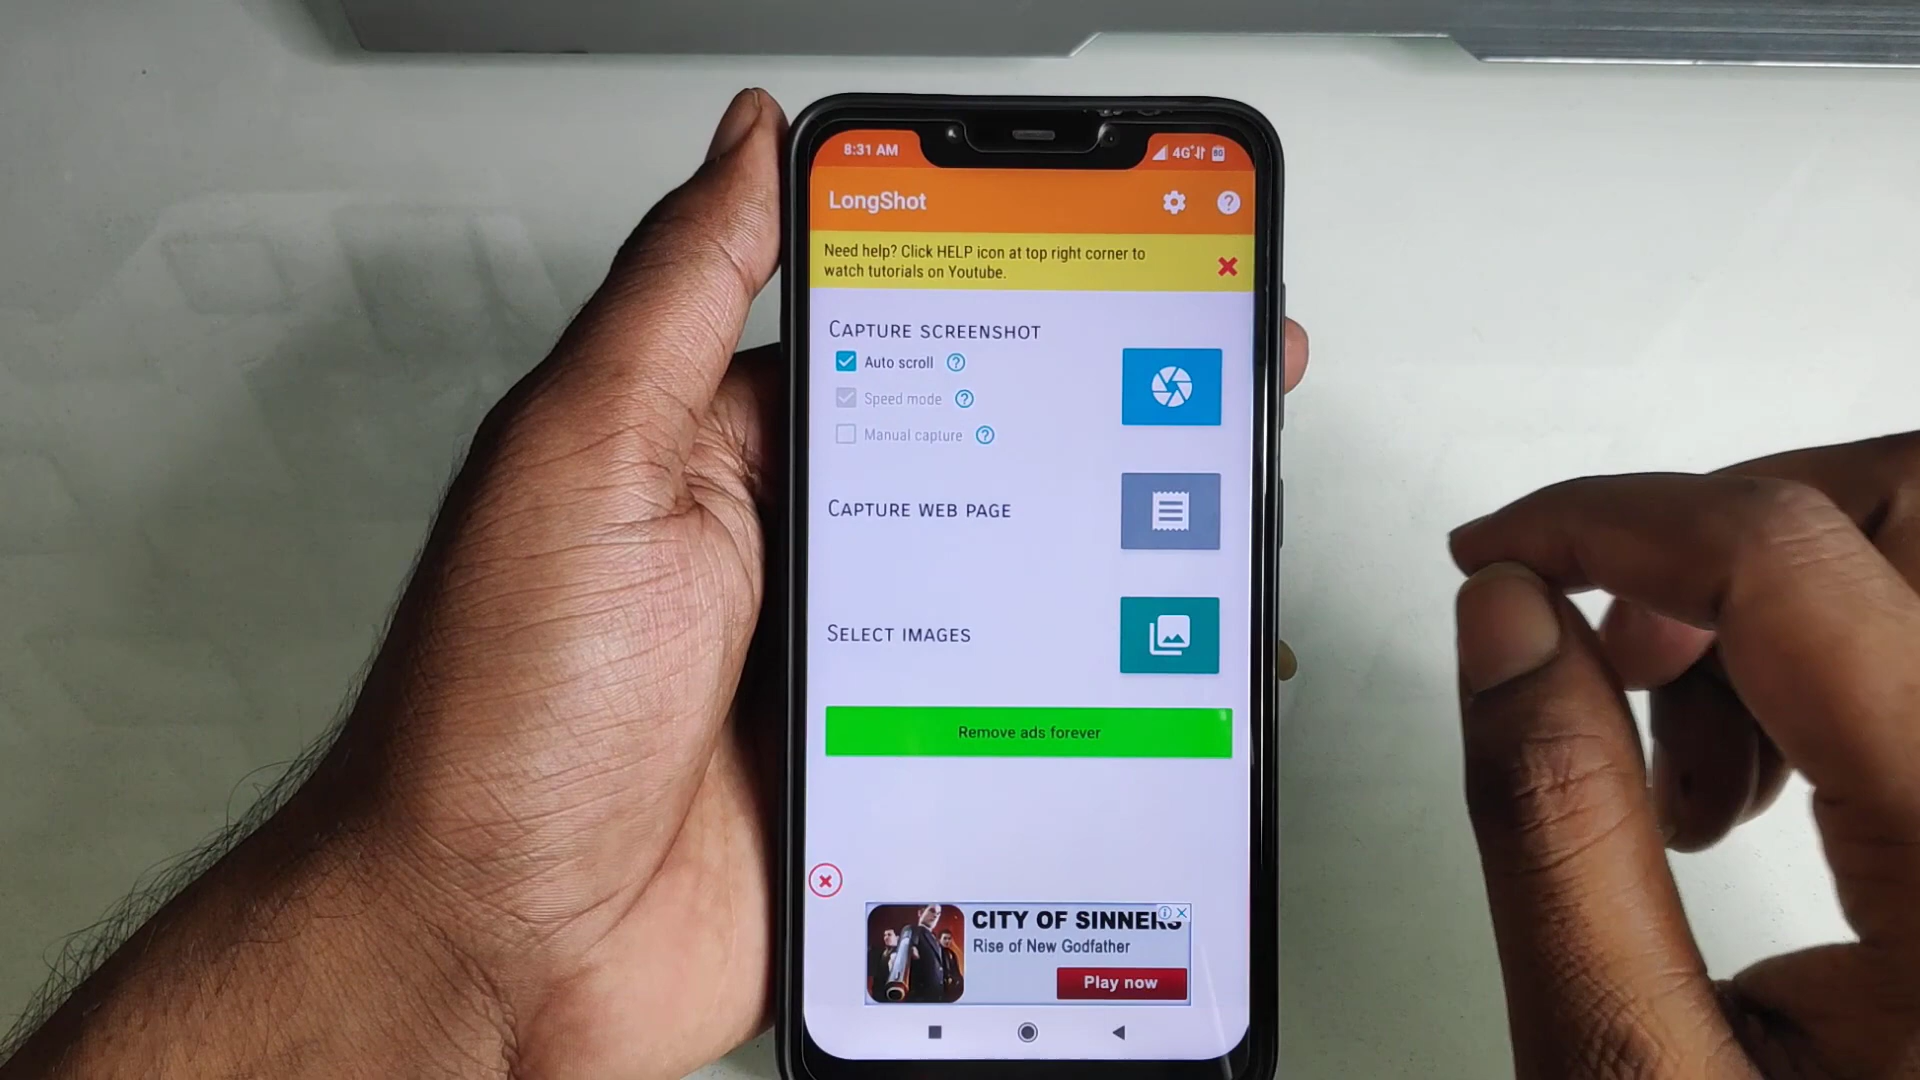 8:31 AM
4G+
60
LongShot
Need help? Click HELP icon at top right corner to
watch tutorials on Youtube.
CAPTURE SCREENSHOT
Auto scroll
Speed mode
Manual capture
CAPTURE WEB PAGE
SELECT IMAGES
Remove ads forever
CITY OF SINNERS
Rise of New Godfather
Play now